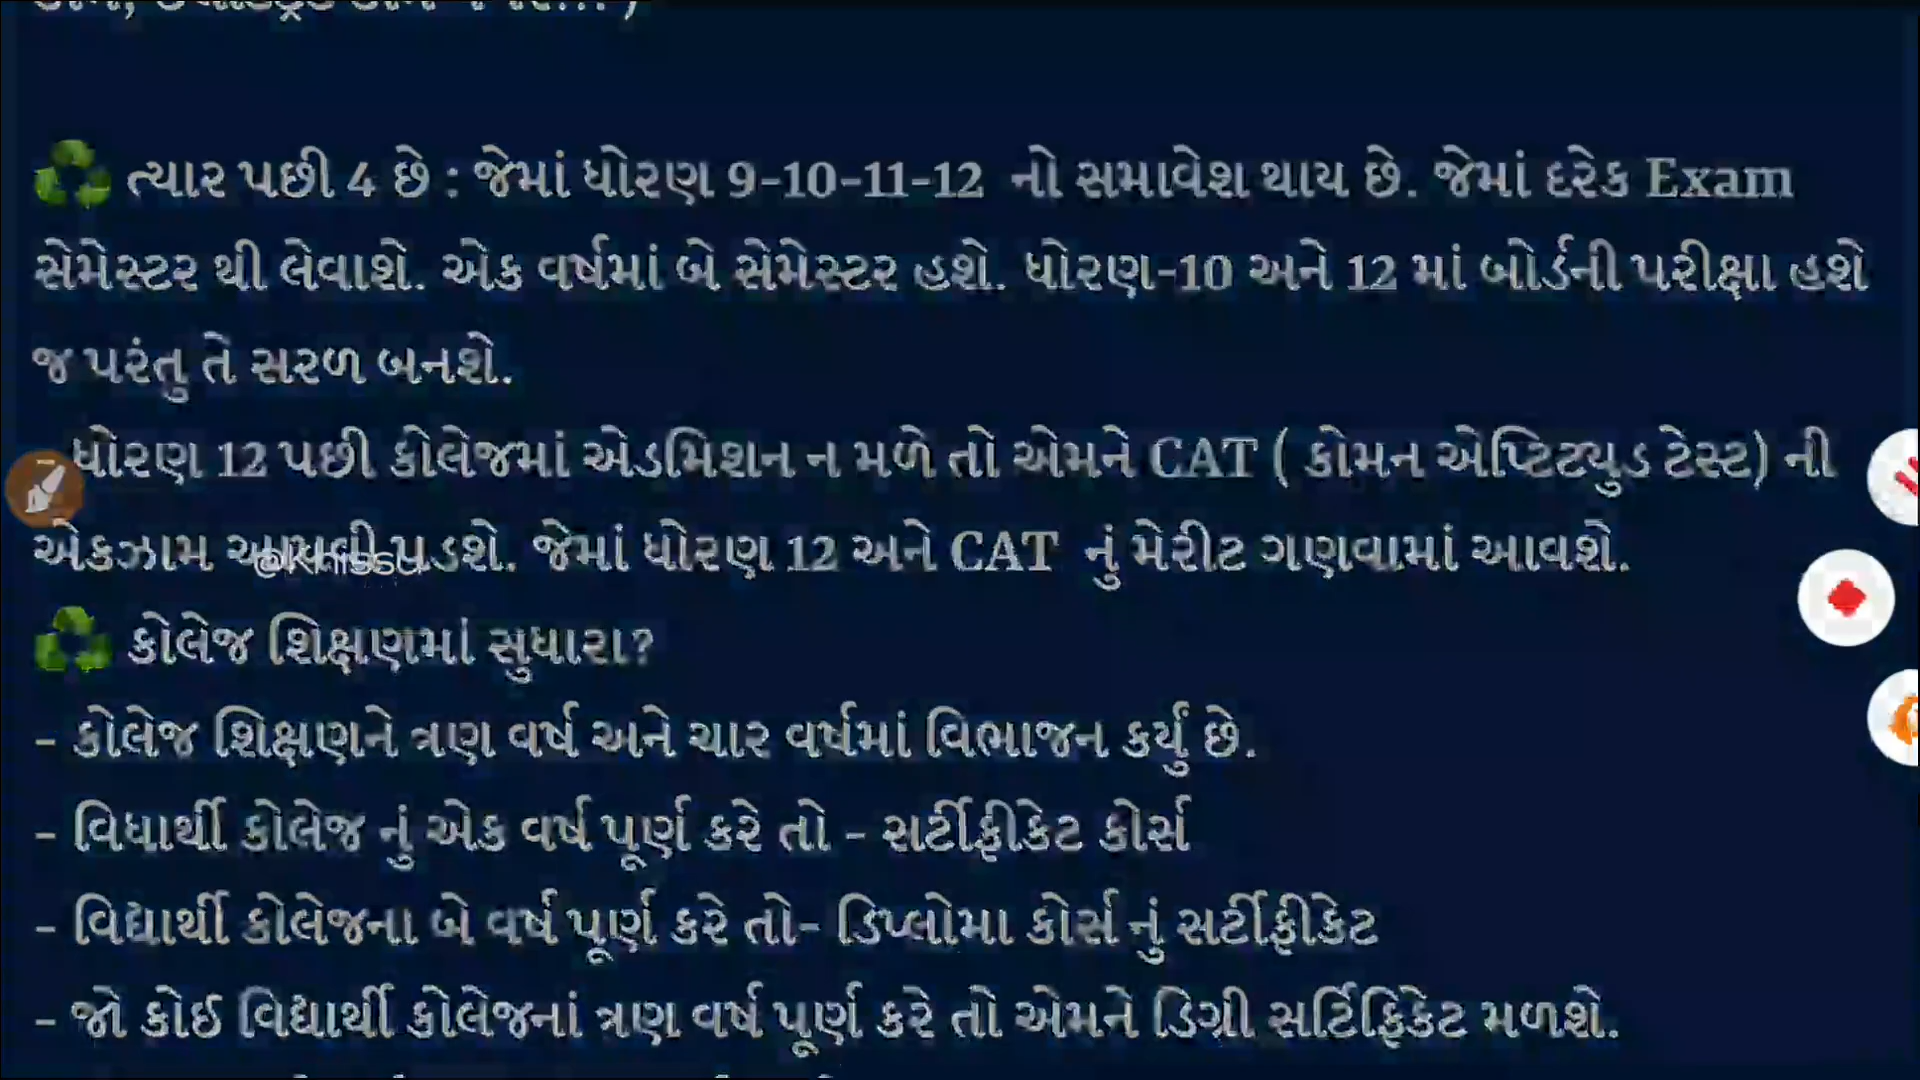 ત્યાર પછી 4 છે : જેમાં ધોરણ 9-10-11-12 નો સમાવેશ થાય છે. જેમાં દરેક Exam
સેમેસ્ટર થી લેવાશે. એક વર્ષમાં બે સેમેસ્ટર હશે. ધોરણ-10 અને 12 માં બોર્ડની પરીક્ષા હશે
જ પરંતુ તે સરળ બનશે.
ધોરણ 12 પછી કોલેજમાં એડમિશન ન મળે તો એમને CAT ( કોમન એપ્ટિટ્યુડ ટેસ્ટ) ની
એકઝામ આપવી પડશે. જેમાં ધોરણ 12 અને CAT નું મેરીટ ગણવામાં આવશે.
@Khissu
કોલેજ શિક્ષણમાં સુધારા?
- કોલેજ શિક્ષણને ત્રણ વર્ષ અને ચાર વર્ષમાં વિભાજન કર્યું છે.
- વિધાર્થી કોલેજ નું એક વર્ષ પૂર્ણ કરે તો - સર્ટીફીકેટ કોર્સ
- વિદ્યાર્થી કોલેજના બે વર્ષ પૂર્ણ કરે તો- ડિપ્લોમા કોર્સ નું સર્ટીફીકેટ
- જો કોઈ વિદ્યાર્થી કોલેજનાં ત્રણ વર્ષ પૂર્ણ કરે તો એમને ડિગ્રી સર્ટિફિકેટ મળશે.